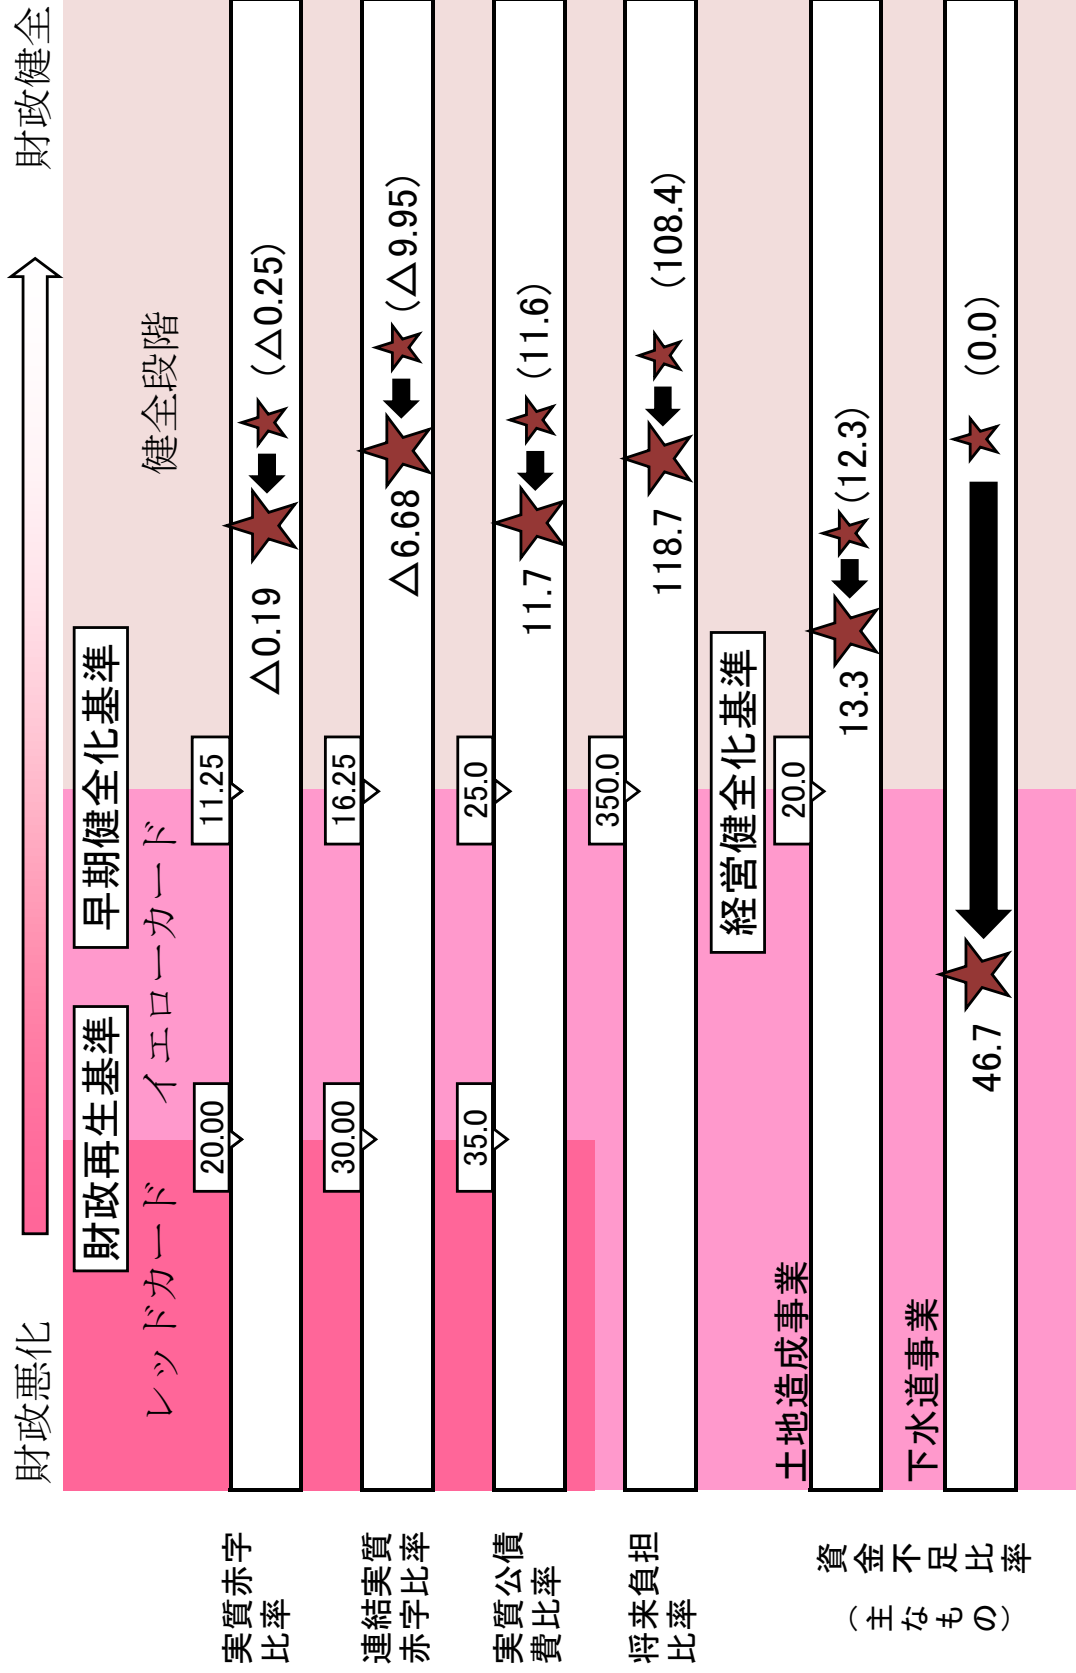 財政悪化
財政健全
財政再生基準
早期健全化基準
レッドカード
イエローカード
健全段階
実質赤字
比率
20.00
11.25
△0.19
(△0.25)
連結実質
赤字比率
30.00
16.25
△6.68
(△9.95)
実質公債
費比率
35.0
25.0
11.7
(11.6)
将来負担
比率
350.0
118.7
(108.4)
経営健全化基準
資金不足比率
(主なもの)
土地造成事業
20.0
13.3
(12.3)
下水道事業
46.7
(0.0)